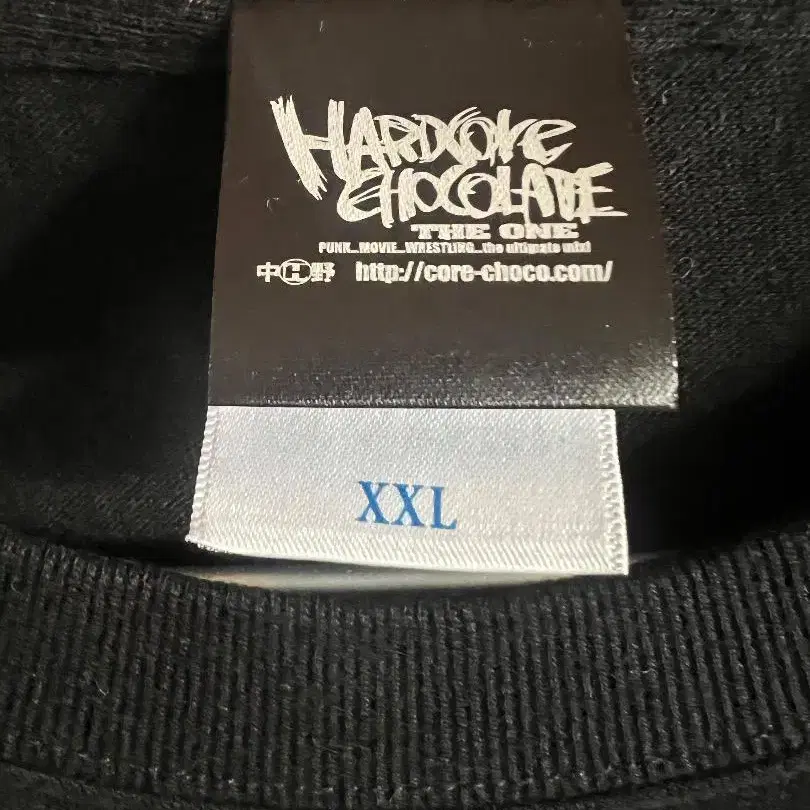 HARDCORE
CHOCOLATE
THE ONE
PUNK...MOVIE...WRESTLING...the ultimate mix!
中H野 http://core-choco.com/
XXL